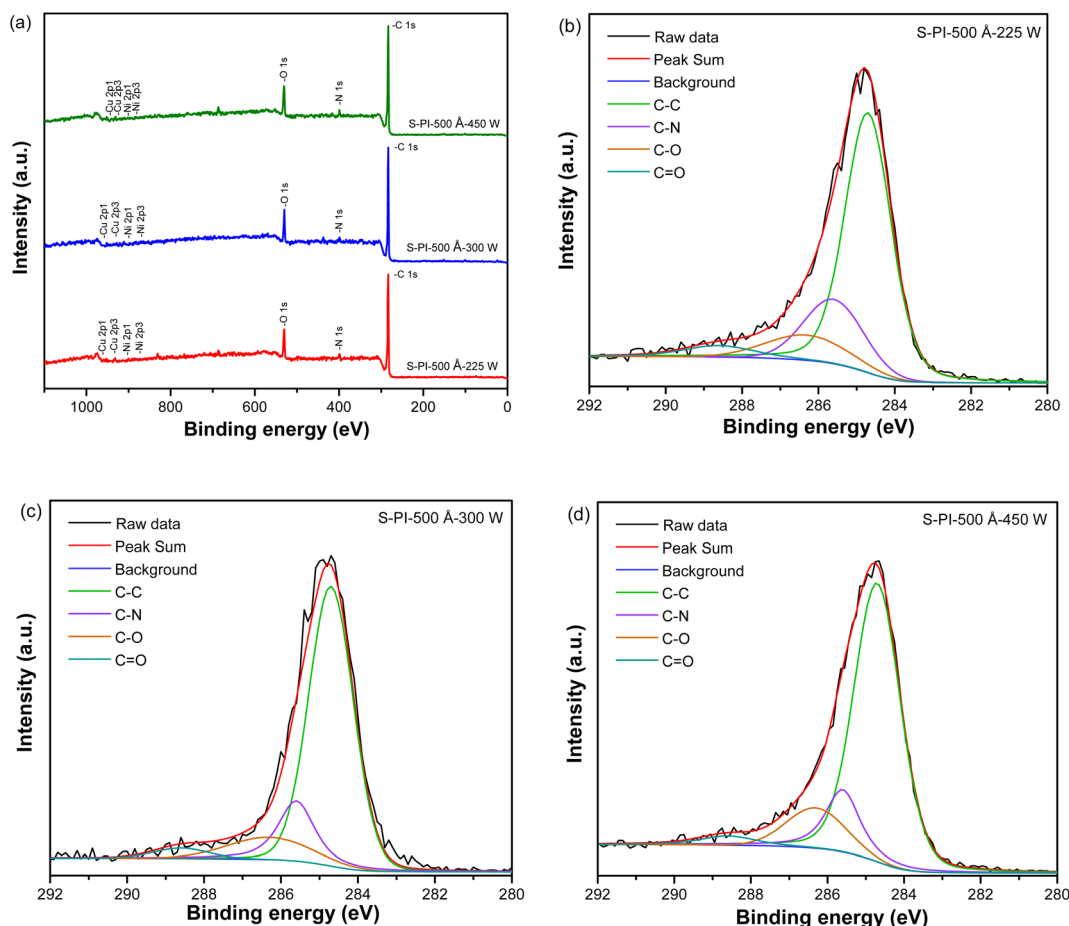 (a)
-C 1s
-O 1s
-N 1s
-Cu 2p1
-Cu 2p3
-Ni 2p1
-Ni 2p3
S-PI-500 Å-450 W
-C 1s
-O 1s
-N 1s
-Cu 2p1
-Cu 2p3
-Ni 2p1
-Ni 2p3
S-PI-500 Å-300 W
-C 1s
-O 1s
-N 1s
-Cu 2p1
-Cu 2p3
-Ni 2p1
-Ni 2p3
S-PI-500 Å-225 W
Intensity (a.u.)
1000 800 600 400 200 0
Binding energy (eV)
(b)
S-PI-500 Å-225 W
Raw data
Peak Sum
Background
C-C
C-N
C-O
C=O
Intensity (a.u.)
292 290 288 286 284 282 280
Binding energy (eV)
(c)
S-PI-500 Å-300 W
Raw data
Peak Sum
Background
C-C
C-N
C-O
C=O
Intensity (a.u.)
292 290 288 286 284 282 280
Binding energy (eV)
(d)
S-PI-500 Å-450 W
Raw data
Peak Sum
Background
C-C
C-N
C-O
C=O
Intensity (a.u.)
292 290 288 286 284 282 280
Binding energy (eV)